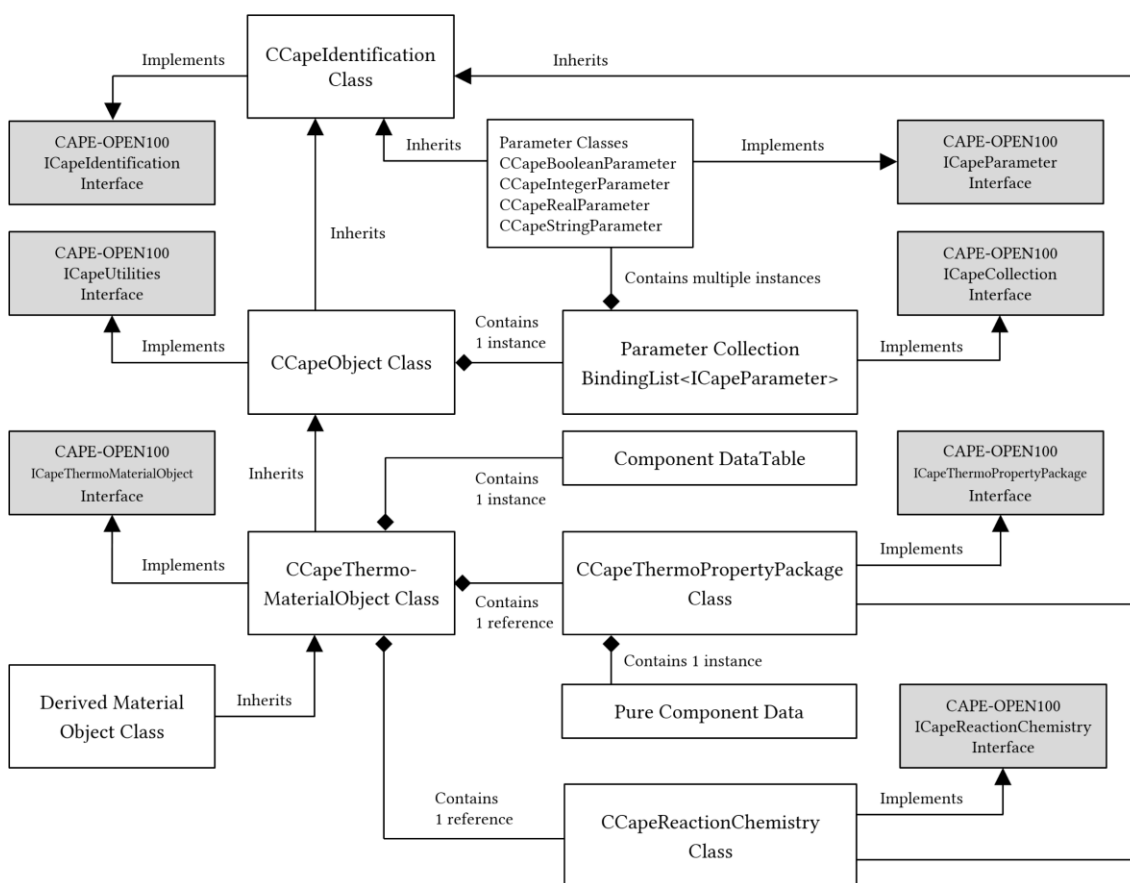 CCapeIdentification
Class
Implements
Inherits
CAPE-OPEN100
ICapeIdentification
Interface
Inherits
Parameter Classes
CCapeBooleanParameter
CCapeIntegerParameter
CCapeRealParameter
CCapeStringParameter
Implements
CAPE-OPEN100
ICapeParameter
Interface
Inherits
CAPE-OPEN100
ICapeUtilities
Interface
Contains multiple instances
CAPE-OPEN100
ICapeCollection
Interface
Implements
CCapeObject Class
Contains
1 instance
Parameter Collection
BindingList<ICapeParameter>
Implements
CAPE-OPEN100
ICapeThermoMaterialObject
Interface
Inherits
Contains
1 instance
Component DataTable
CAPE-OPEN100
ICapeThermoPropertyPackage
Interface
Implements
CCapeThermo-
MaterialObject Class
Contains
1 reference
CCapeThermoPropertyPackage
Class
Implements
Contains 1 instance
Derived Material
Object Class
Inherits
Pure Component Data
CAPE-OPEN100
ICapeReactionChemistry
Interface
Contains
1 reference
CCapeReactionChemistry
Class
Implements